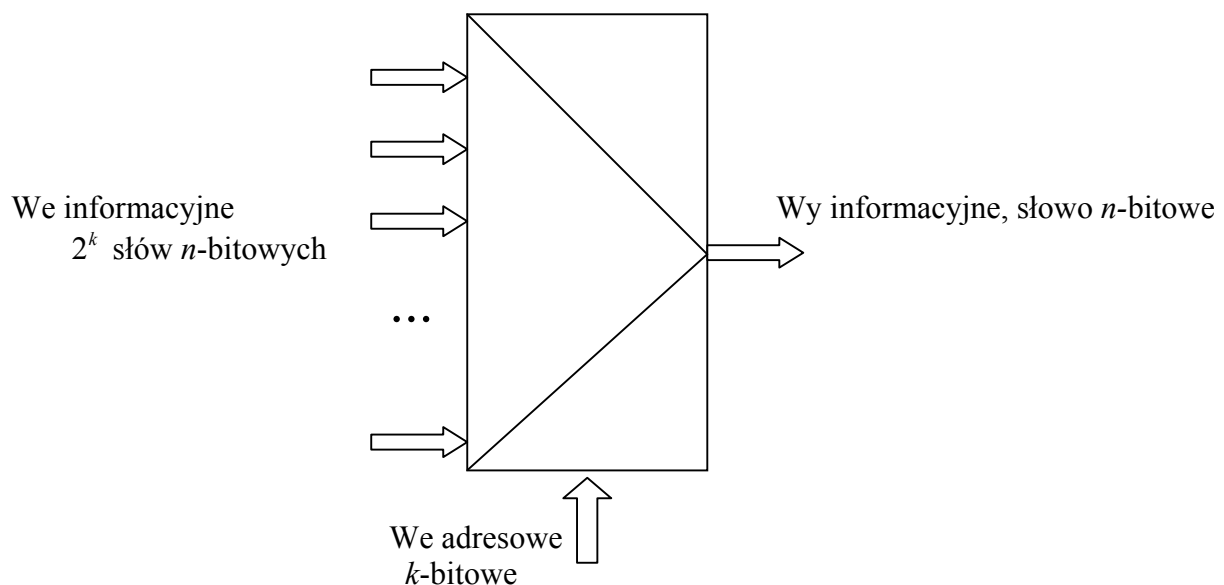 We informacyjne
2^k słów n-bitowych
...
Wy informacyjne, słowo n-bitowe
We adresowe
k-bitowe